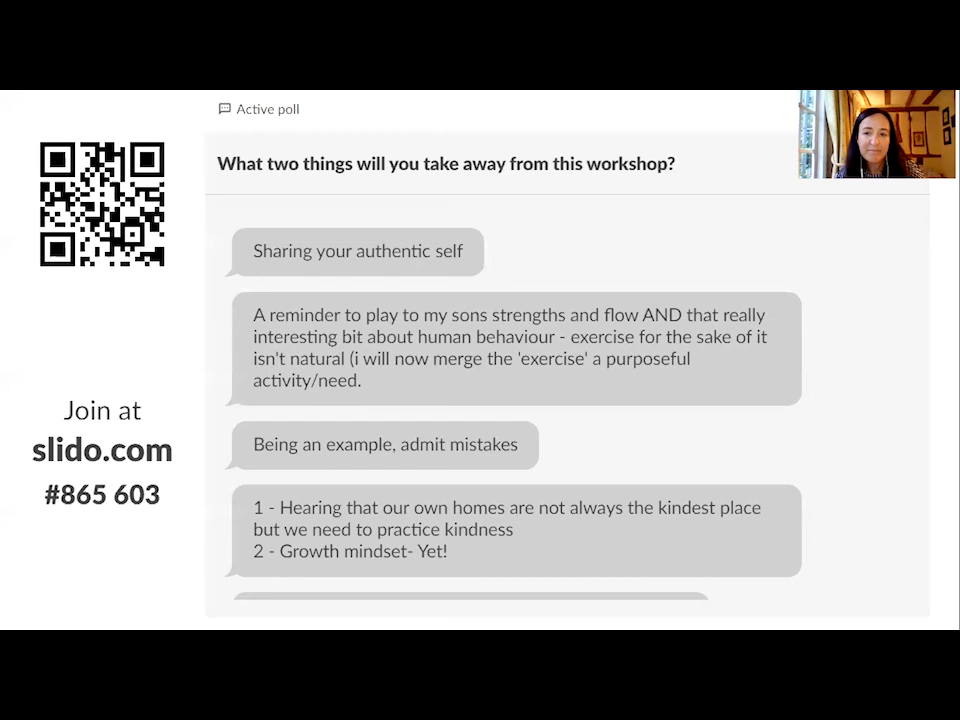 Active poll
What two things will you take away from this workshop?
Sharing your authentic self
A reminder to play to my sons strengths and flow AND that really
interesting bit about human behaviour - exercise for the sake of it
isn't natural (i will now merge the 'exercise' a purposeful
activity/need.
Being an example, admit mistakes
1 - Hearing that our own homes are not always the kindest place
but we need to practice kindness
2 - Growth mindset- Yet!
Join at
slido.com
#865 603